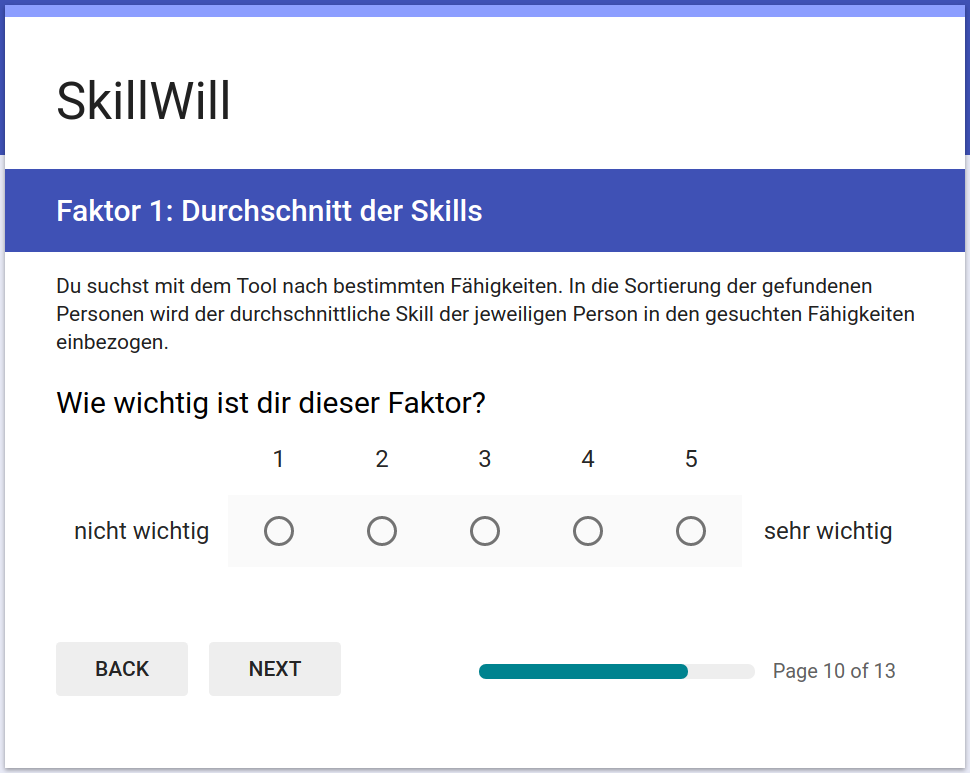 SkillWill
Faktor 1: Durchschnitt der Skills
Du suchst mit dem Tool nach bestimmten Fähigkeiten. In die Sortierung der gefundenen
Personen wird der durchschnittliche Skill der jeweiligen Person in den gesuchten Fähigkeiten
einbezogen.
Wie wichtig ist dir dieser Faktor?
1 2 3 4 5
nicht wichtig sehr wichtig
BACK NEXT Page 10 of 13